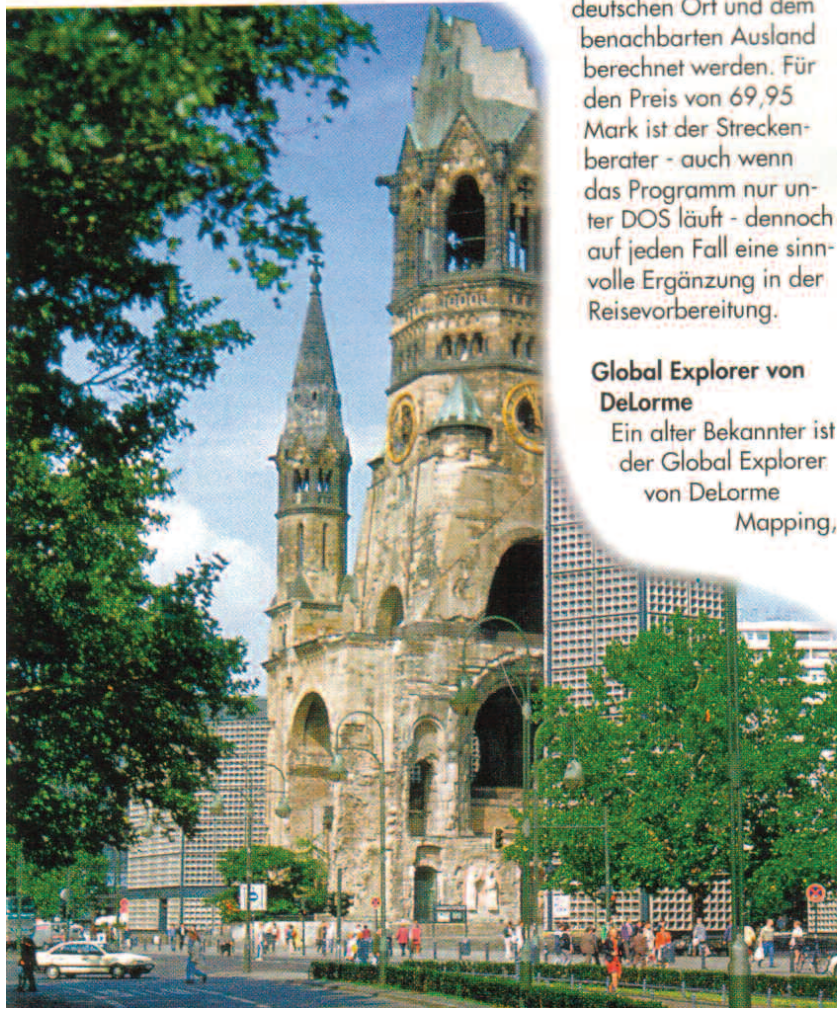 deutschen Ort und dem
benachbarten Ausland
berechnet werden. Für
den Preis von 69,95
Mark ist der Strecken-
berater - auch wenn
das Programm nur un-
ter DOS läuft - dennoch
auf jeden Fall eine sinn-
volle Ergänzung in der
Reisevorbereitung.
Global Explorer von
DeLorme
Ein alter Bekannter ist
der Global Explorer
von DeLorme
Mapping,